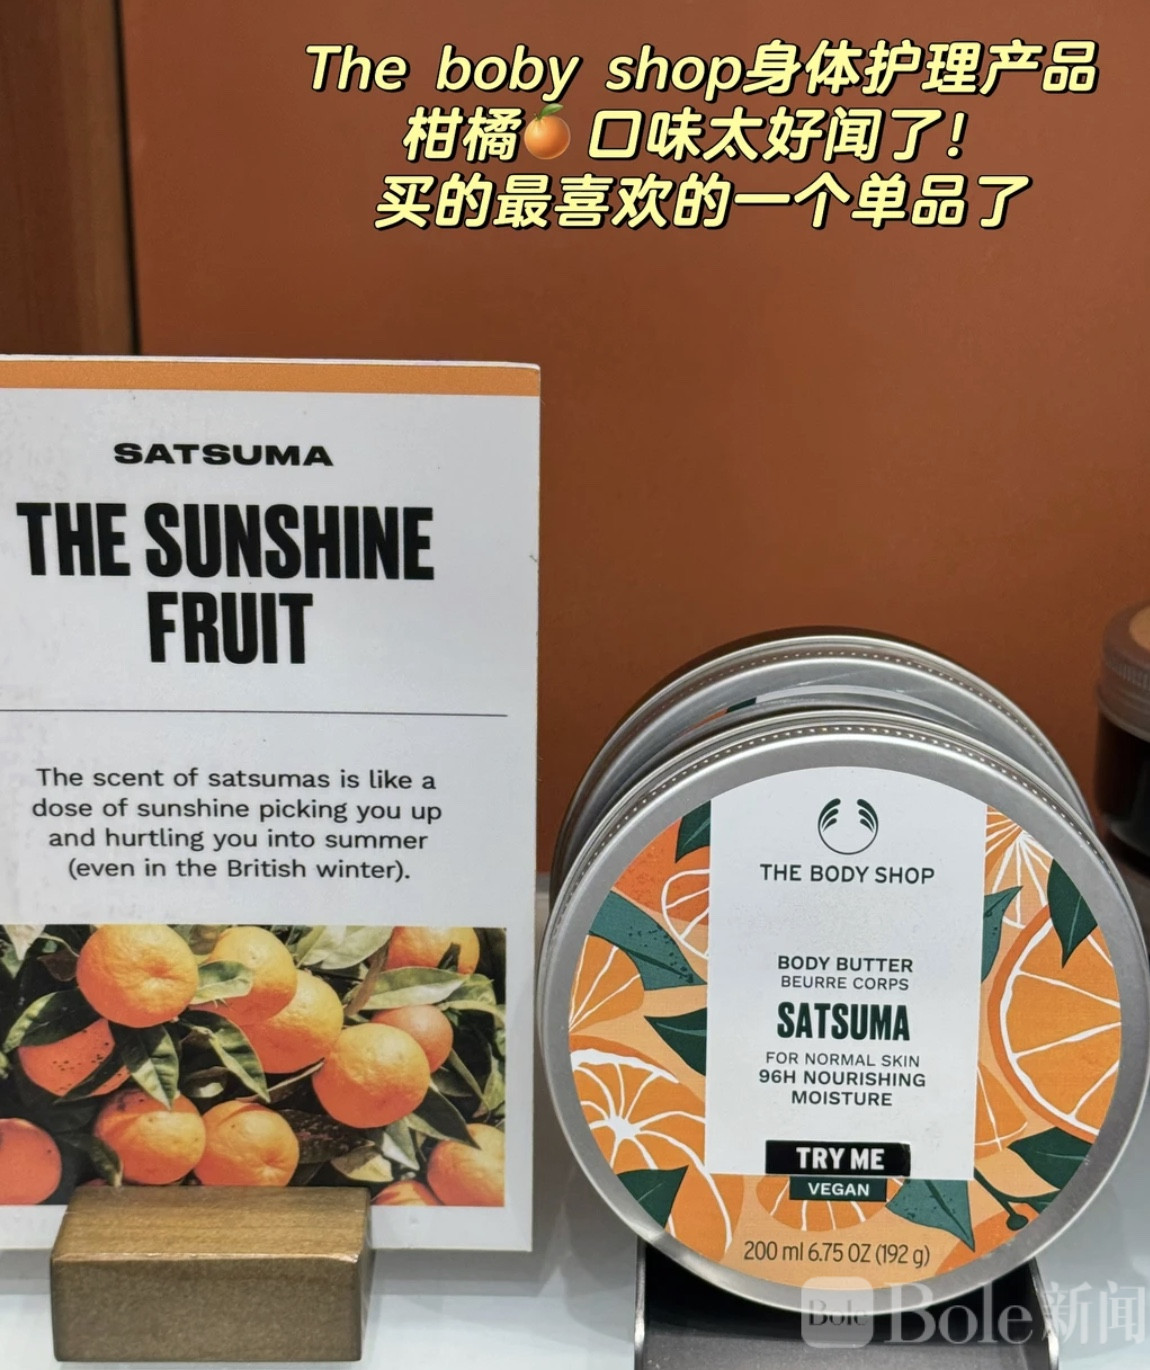 The boby shop身体护理产品
柑橘🍊口味太好闻了!
买的最喜欢的一个单品了
SATSUMA
THE SUNSHINE
FRUIT
The scent of satsumas is like a
dose of sunshine picking you up
and hurtling you into summer
(even in the British winter).
THE BODY SHOP
BODY BUTTER
BEURRE CORPS
SATSUMA
FOR NORMAL SKIN
96H NOURISHING
MOISTURE
TRY ME
VEGAN
200 ml 6.75 OZ (192 g)
Bole Bole新闻